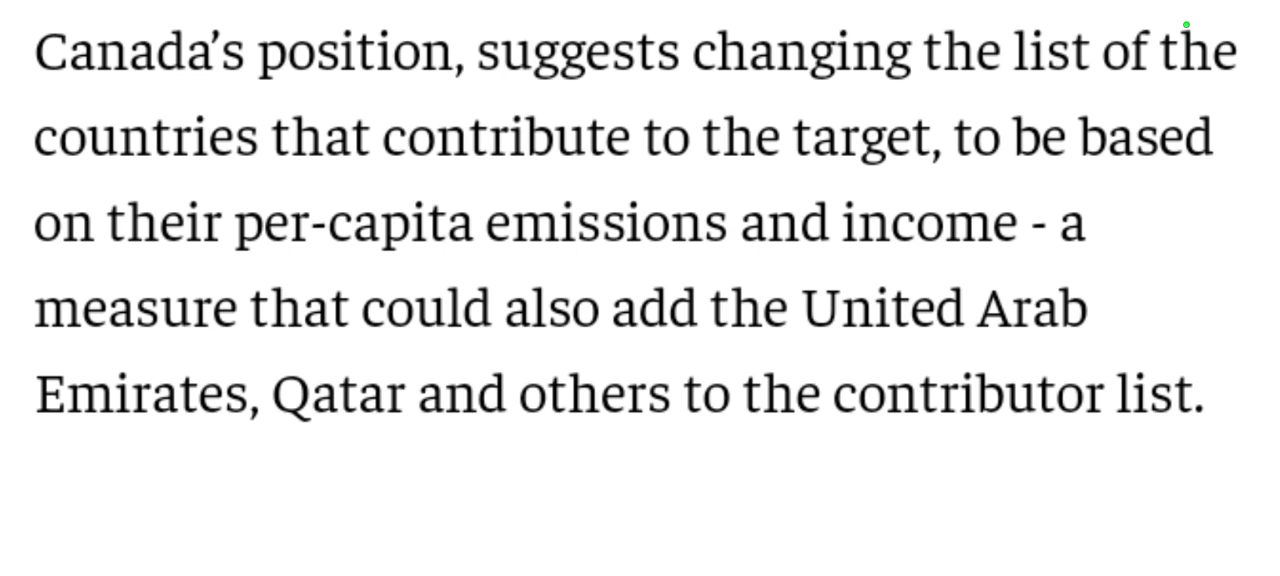 Canada’s position, suggests changing the list of the
countries that contribute to the target, to be based
on their per-capita emissions and income - a
measure that could also add the United Arab
Emirates, Qatar and others to the contributor list.